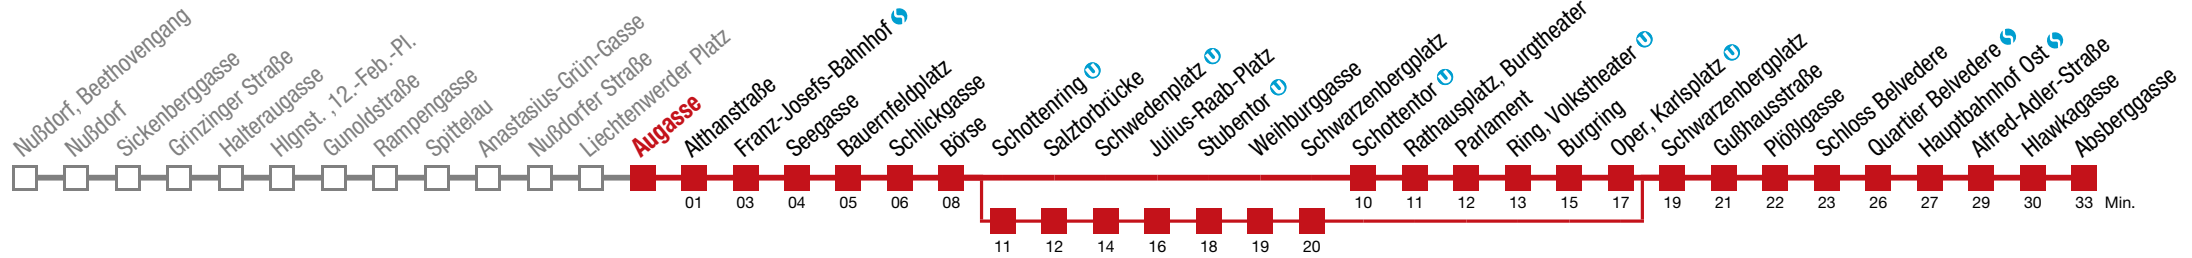 Nußdorf, Beethovengang
Nußdorf
Sickenberggasse
Grinzinger Straße
Halteraugasse
Hlgnst. ,12.-Feb.-Pl.
Gunoldstraße
Rampengasse
Spittelau
Anastasius-Grün-Gasse
Nußdorfer Straße
Liechtenwerder Platz
Augasse
Althanstraße
Franz-Josefs-Bahnhof S
Seegasse
Bauernfeldplatz
Schlickgasse
Börse
Schottenring U
Salztorbrücke
Schwedenplatz U
Julius-Raab-Platz
Stubentor U
Weihburggasse
Schwarzenbergplatz
Schottentor U
Rathausplatz, Burgtheater
Parlament
Ring, Volkstheater U
Burgring
Oper, Karlsplatz U
Schwarzenbergplatz
Gußhausstraße
Plößlgasse
Schloss Belvedere
Quartier Belvedere S
Hauptbahnhof Ost S
Alfred-Adler-Straße
Hlawkagasse
Absberggasse
01 03 04 05 06 08 10 11 12 13 15 17 19 21 22 23 26 27 29 30 33 Min.
11 12 14 16 18 19 20